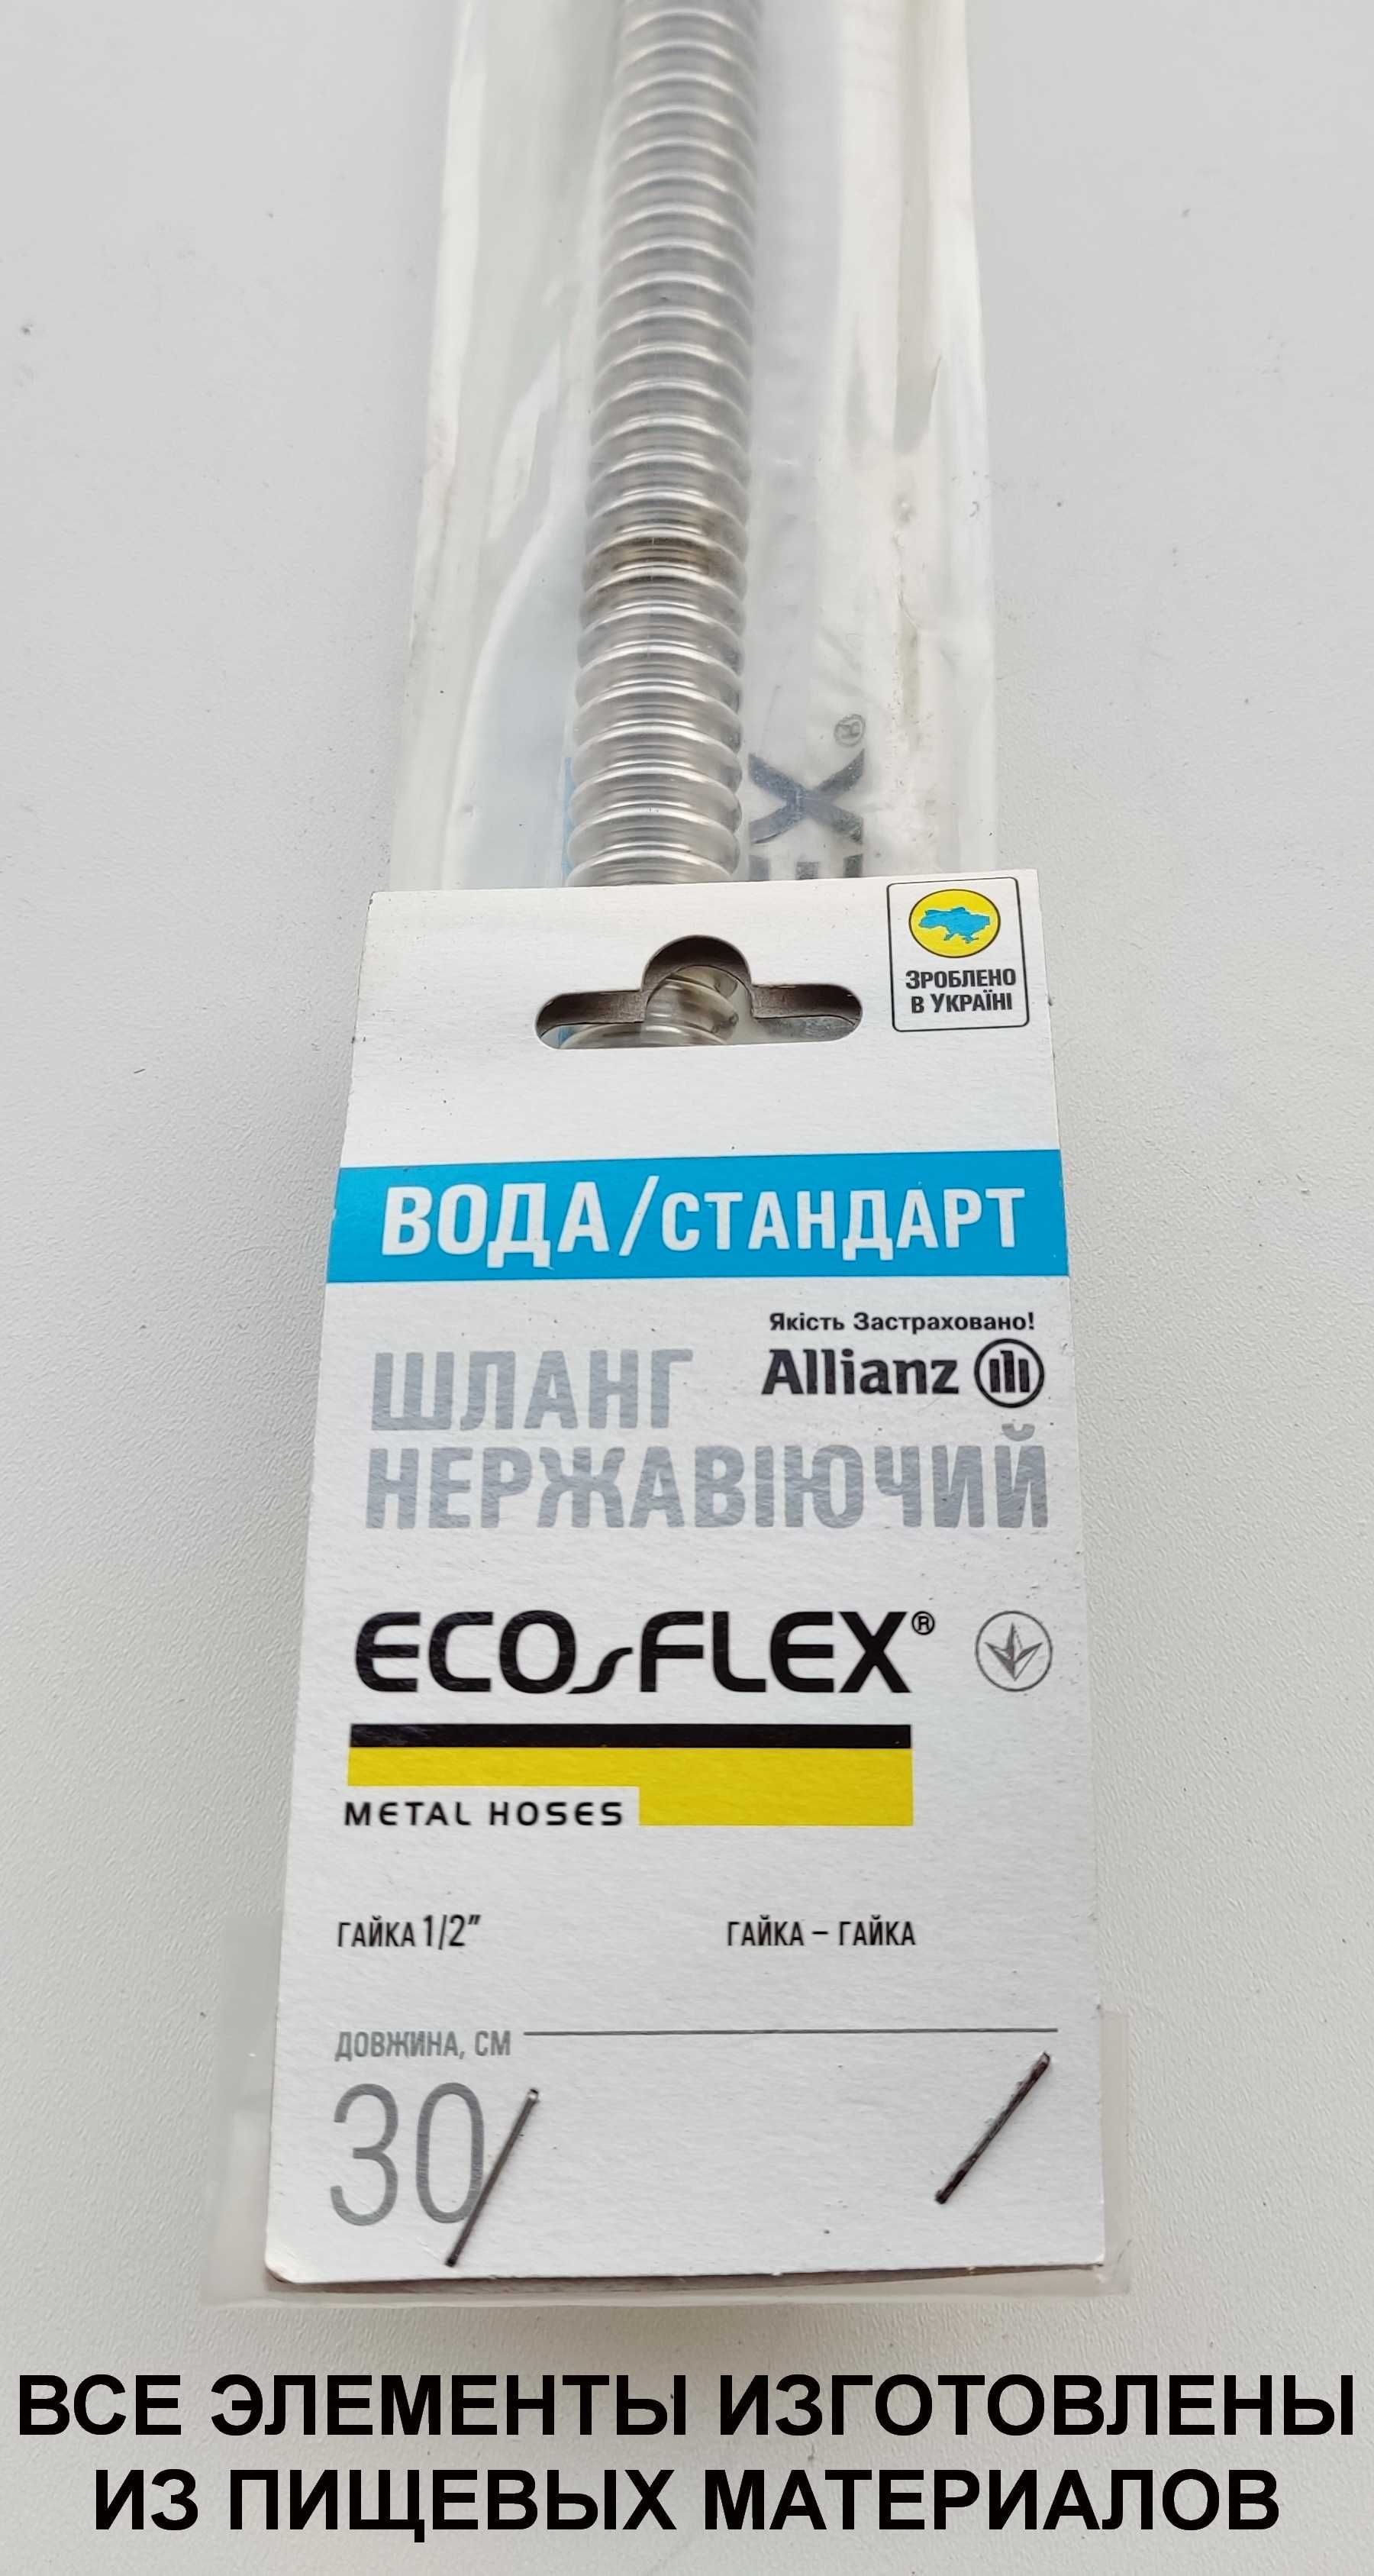 EX®
ЗРОБЛЕНО
В УКРАЇНІ
ВОДА/СТАНДАРТ
Якість Застраховано!
Allianz
ШЛАНГ
НЕРЖАВІЮЧИЙ
ECOFLEX®
METAL HOSES
ГАЙКА 1/2” ГАЙКА – ГАЙКА
ДОВЖИНА, СМ
30
ВСЕ ЭЛЕМЕНТЫ ИЗГОТОВЛЕНЫ
ИЗ ПИЩЕВЫХ МАТЕРИАЛОВ